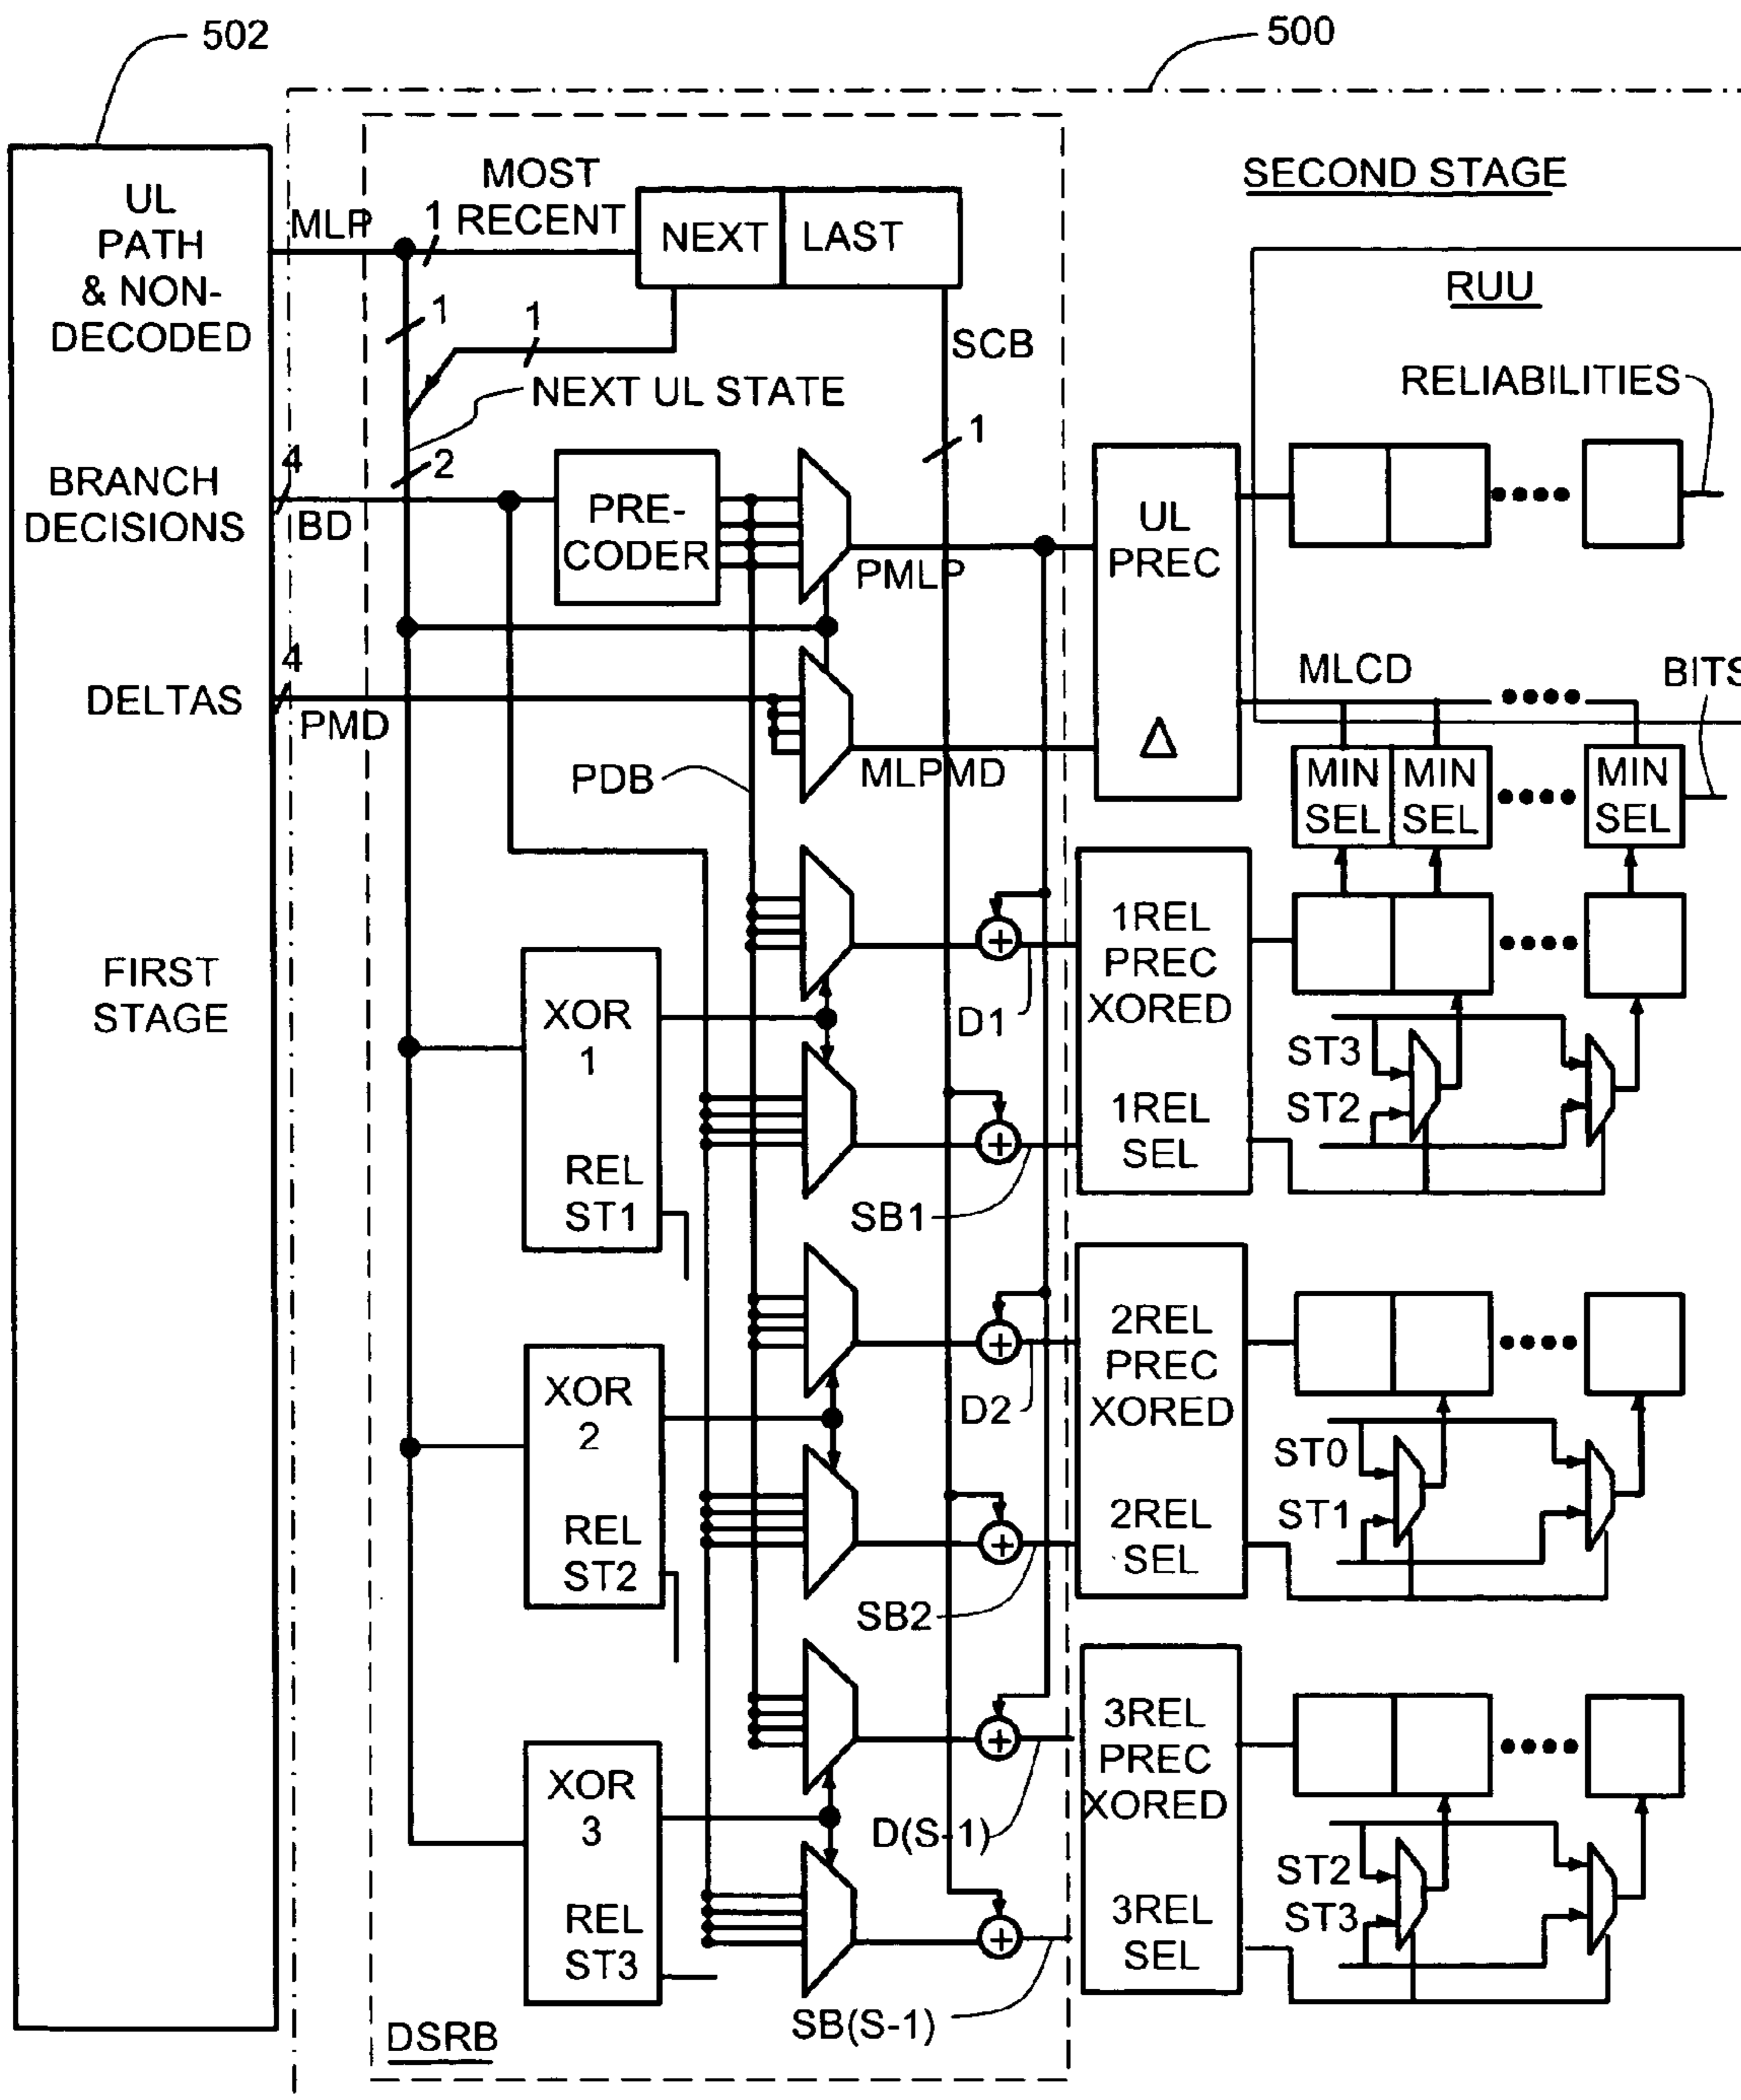 502
500
UL
PATH
& NON-
DECODED
MLP
1
MOST
RECENT
NEXT
LAST
SECOND STAGE
RUU
1
1
SCB
NEXT UL STATE
RELIABILITIES
1
2
BRANCH
DECISIONS
4
BD
PRE-
CODER
PMLP
UL
PREC
DELTAS
4
PMD
MLPMD
Δ
MLCD
BITS
PDB
MIN
SEL
MIN
SEL
MIN
SEL
FIRST
STAGE
XOR
1
REL
ST1
+
D1
+
SB1
1REL
PREC
XORED
1REL
SEL
ST3
ST2
XOR
2
REL
ST2
+
D2
+
SB2
2REL
PREC
XORED
2REL
SEL
ST0
ST1
XOR
3
REL
ST3
+
D(S-1)
+
SB(S-1)
3REL
PREC
XORED
3REL
SEL
ST2
ST3
DSRB